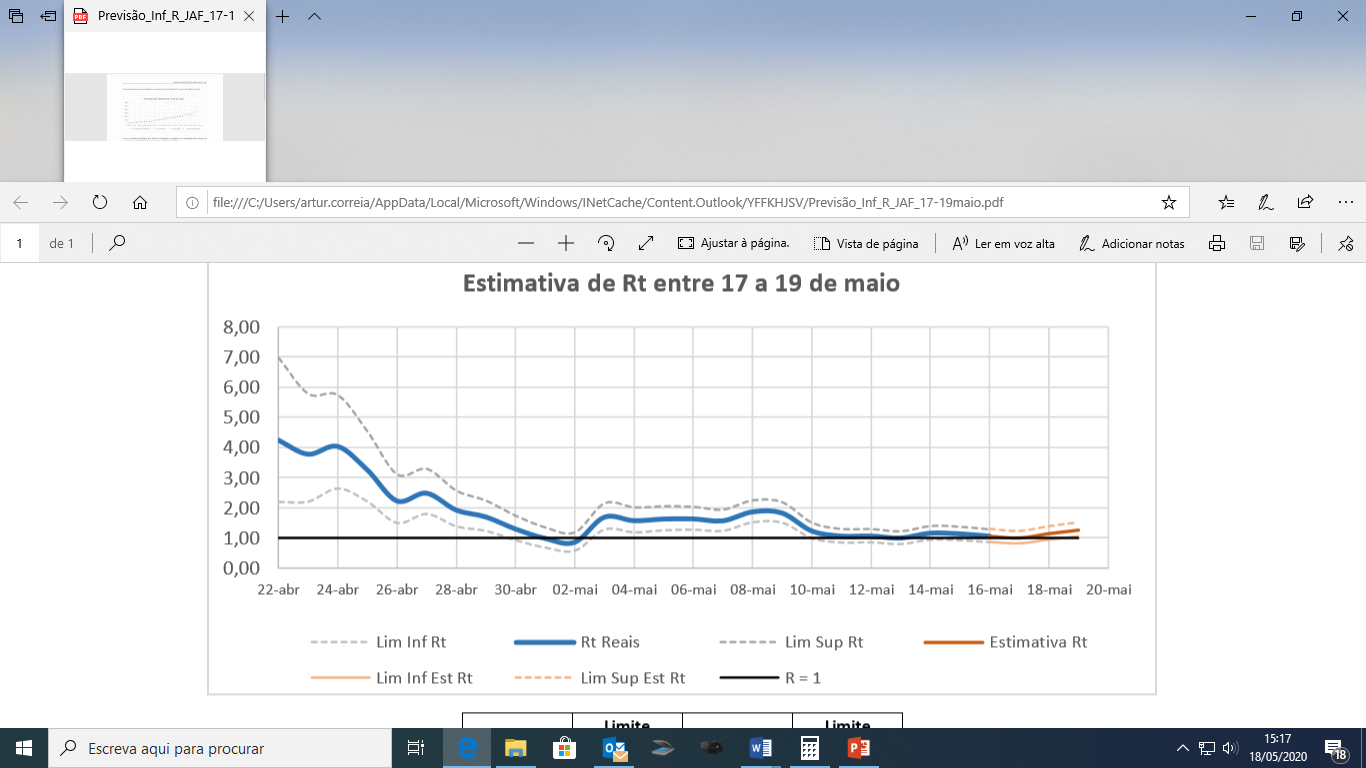 Previsão_Inf_R_JAF_17-1
file:///C:/Users/artur.correia/AppData/Local/Microsoft/Windows/INetCache/Content.Outlook/YFFKHJSV/Previsão_Inf_R_JAF_17-19maio.pdf
1 de 1 Ajustar à página. Vista de página Ler em voz alta Adicionar notas
Estimativa de Rt entre 17 a 19 de maio
8,00
7,00
6,00
5,00
4,00
3,00
2,00
1,00
0,00
22-abr 24-abr 26-abr 28-abr 30-abr 02-mai 04-mai 06-mai 08-mai 10-mai 12-mai 14-mai 16-mai 18-mai 20-mai
Lim Inf Rt Rt Reais Lim Sup Rt Estimativa Rt
Lim Inf Est Rt Lim Sup Est Rt R = 1
Limite Limite
Escreva aqui para procurar
15:17
18/05/2020
18